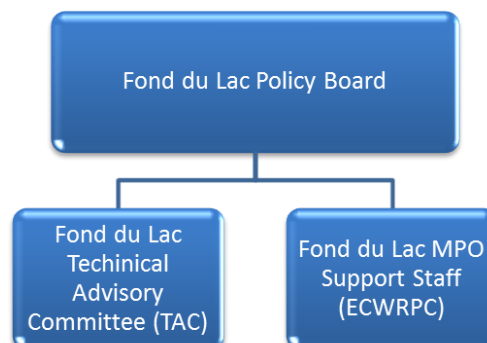 Fond du Lac Policy Board
Fond du Lac
Techinical
Advisory
Committee (TAC)
Fond du Lac MPO
Support Staff
(ECWRPC)